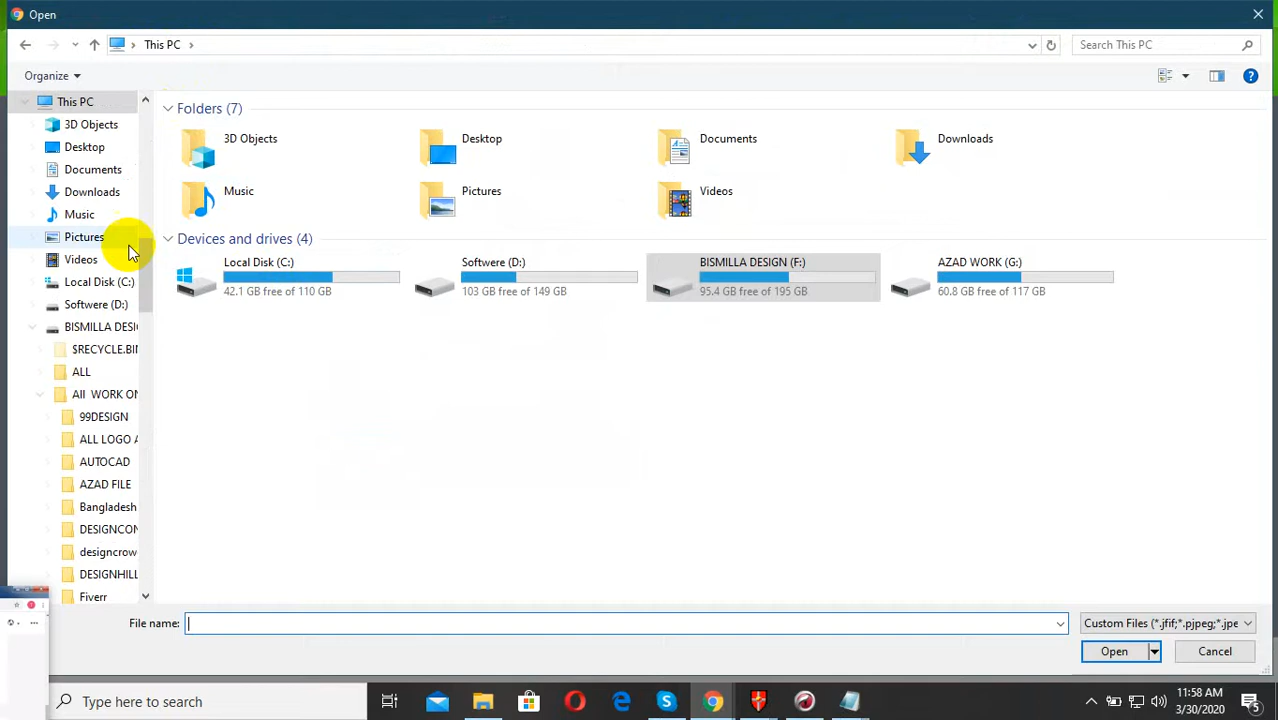 Open
This PC
Search This PC
Organize
This PC
3D Objects
Desktop
Documents
Downloads
Music
Pictures
Videos
Local Disk (C:)
Softwere (D:)
BISMILLA DESI
$RECYCLE.BIN
ALL
All WORK ON
99DESIGN
ALL LOGO A
AUTOCAD
AZAD FILE
Bangladesh
DESIGNCON
designcrow
DESIGNHILL
Fiverr
Folders (7)
3D Objects
Desktop
Documents
Downloads
Music
Pictures
Videos
Devices and drives (4)
Local Disk (C:)
42.1 GB free of 110 GB
Softwere (D:)
103 GB free of 149 GB
BISMILLA DESIGN (F:)
95.4 GB free of 195 GB
AZAD WORK (G:)
60.8 GB free of 117 GB
File name:
Custom Files (*.jfif;*.pjpeg;*.jpe
Open
Cancel
Type here to search
11:58 AM
3/30/2020
5